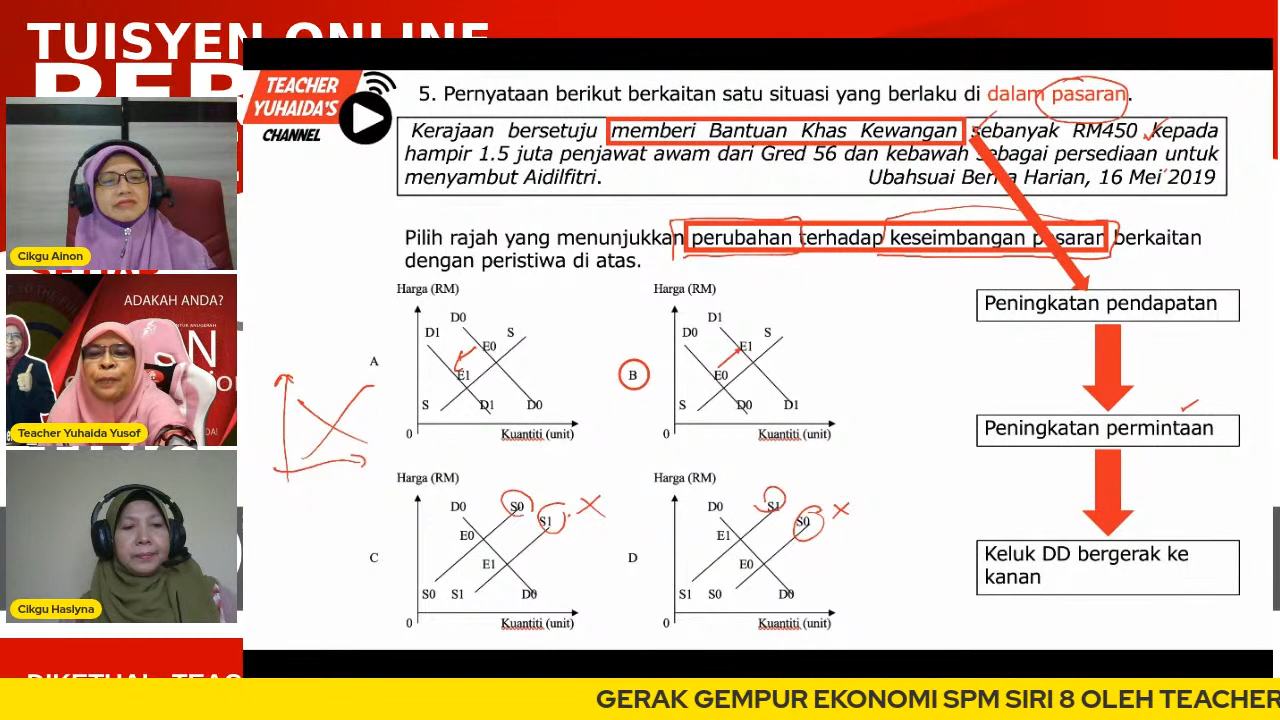 TUISYEN ONLINE
TEACHER
YUHAIDA'S
CHANNEL
5. Pernyataan berikut berkaitan satu situasi yang berlaku di dalam pasaran.
Kerajaan bersetuju memberi Bantuan Khas Kewangan sebanyak RM450 kepada
hampir 1.5 juta penjawat awam dari Gred 56 dan kebawah sebagai persediaan untuk
menyambut Aidilfitri.
Ubahsuai Berita Harian, 16 Mei 2019
Pilih rajah yang menunjukkan perubahan terhadap keseimbangan pasaran berkaitan
dengan peristiwa di atas.
A
Harga (RM)
D0
D1
S
E0
E1
S
D1
D0
0
Kuantiti (unit)
B
Harga (RM)
D1
D0
S
E1
E0
S
D0
D1
0
Kuantiti (unit)
C
Harga (RM)
D0
S0
S1
E0
E1
S0
S1
D0
0
Kuantiti (unit)
D
Harga (RM)
D0
S1
S0
E1
E0
S1
S0
D0
0
Kuantiti (unit)
Peningkatan pendapatan
Peningkatan permintaan
Keluk DD bergerak ke
kanan
Cikgu Ainon
ADAKAH ANDA?
Teacher Yuhaida Yusof
Cikgu Haslyna
GERAK GEMPUR EKONOMI SPM SIRI 8 OLEH TEACHER